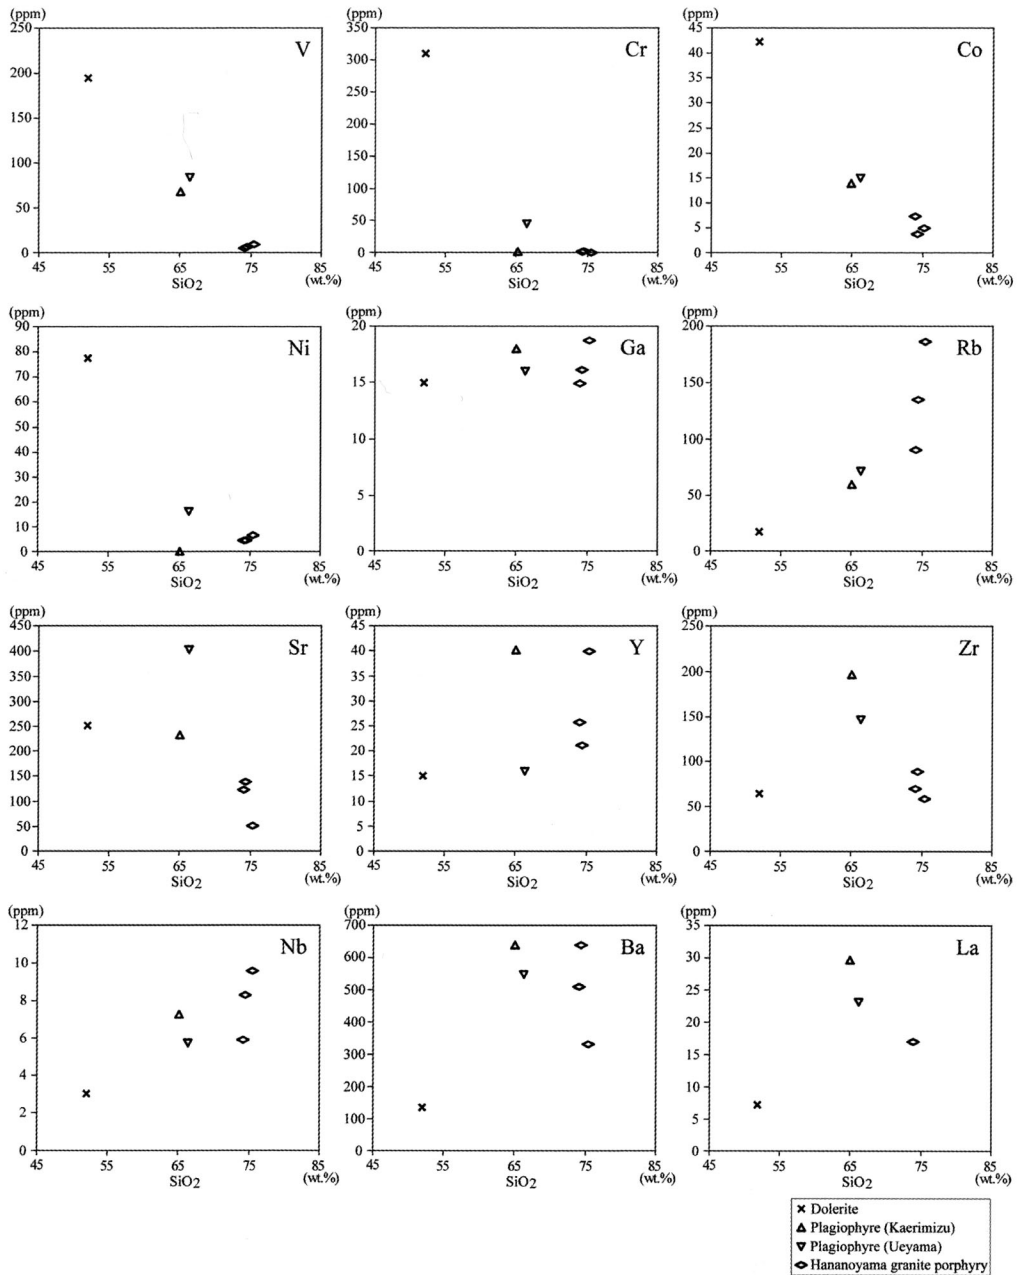 (ppm) (ppm) (ppm)
250 V 350 Cr 45 Co
200 300 40
150 250 35
100 200 30
50 150 25
0 100 20
50 15
0 10
5
0
45 55 65 75 85 45 55 65 75 85 45 55 65 75 85
SiO2 (wt.%) SiO2 (wt.%) SiO2 (wt.%)
(ppm) (ppm) (ppm)
90 Ni 20 Ga 200 Rb
80 15 150
70 10 100
60 5 50
50 0 0
40
30
20
10
0
45 55 65 75 85 45 55 65 75 85 45 55 65 75 85
SiO2 (wt.%) SiO2 (wt.%) SiO2 (wt.%)
(ppm) (ppm) (ppm)
450 Sr 45 Y 250 Zr
400 40 200
350 35 150
300 30 100
250 25 50
200 20 0
150 15
100 10
50 5
0 0
45 55 65 75 85 45 55 65 75 85 45 55 65 75 85
SiO2 (wt.%) SiO2 (wt.%) SiO2 (wt.%)
(ppm) (ppm) (ppm)
12 Nb 700 Ba 35 La
10 600 30
8 500 25
6 400 20
4 300 15
2 200 10
0 100 5
0 0
45 55 65 75 85 45 55 65 75 85 45 55 65 75 85
SiO2 (wt.%) SiO2 (wt.%) SiO2 (wt.%)
Dolerite
Plagiophyre (Kaerimizu)
Plagiophyre (Ueyama)
Hananoyama granite porphyry